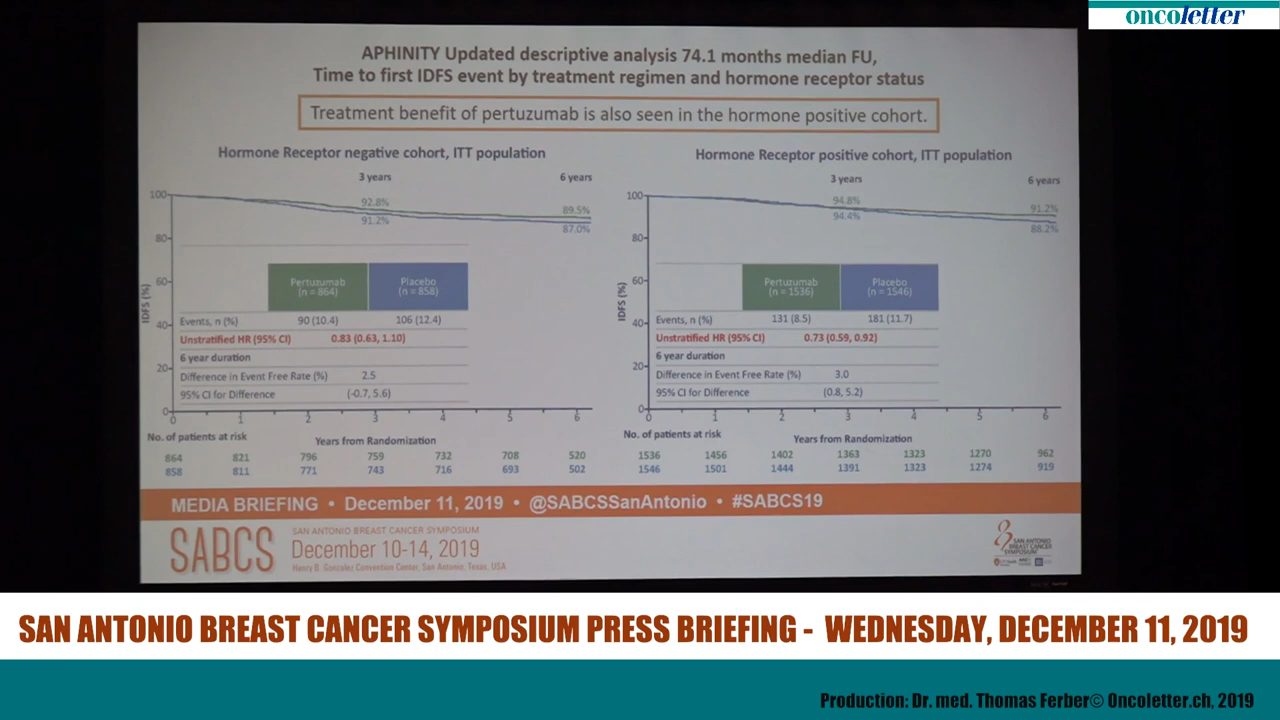 oncoletter
APHINITY Updated descriptive analysis 74.1 months median FU,
Time to first IDFS event by treatment regimen and hormone receptor status
Treatment benefit of pertuzumab is also seen in the hormone positive cohort.
Hormone Receptor negative cohort, ITT population
3 years
6 years
100
80
60
40
20
0
IDFS (%)
92.8%
91.2%
89.5%
87.0%
Pertuzumab
(n = 864)
Placebo
(n = 858)
Events, n (%) 90 (10.4) 106 (12.4)
Unstratified HR (95% CI) 0.83 (0.63, 1.10)
6 year duration
Difference in Event Free Rate (%) 2.5
95% CI for Difference (-0.7, 5.6)
0 1 2 3 4 5 6
No. of patients at risk
Years from Randomization
864 821 796 759 732 708 520
858 811 771 743 716 693 502
Hormone Receptor positive cohort, ITT population
3 years
6 years
100
80
60
40
20
0
IDFS (%)
94.8%
94.4%
91.2%
88.2%
Pertuzumab
(n = 1536)
Placebo
(n = 1546)
Events, n (%) 131 (8.5) 181 (11.7)
Unstratified HR (95% CI) 0.73 (0.59, 0.92)
6 year duration
Difference in Event Free Rate (%) 3.0
95% CI for Difference (0.8, 5.2)
0 1 2 3 4 5 6
No. of patients at risk
Years from Randomization
1536 1456 1402 1363 1323 1270 962
1546 1501 1444 1391 1323 1274 919
MEDIA BRIEFING • December 11, 2019 • @SABCSSanAntonio • #SABCS19
SABCS
SAN ANTONIO BREAST CANCER SYMPOSIUM
December 10-14, 2019
Henry B. Gonzalez Convention Center, San Antonio, Texas, USA
SAN ANTONIO
BREAST CANCER
SYMPOSIUM
SAN ANTONIO BREAST CANCER SYMPOSIUM PRESS BRIEFING - WEDNESDAY, DECEMBER 11, 2019
Production: Dr. med. Thomas Ferber© Oncoletter.ch, 2019